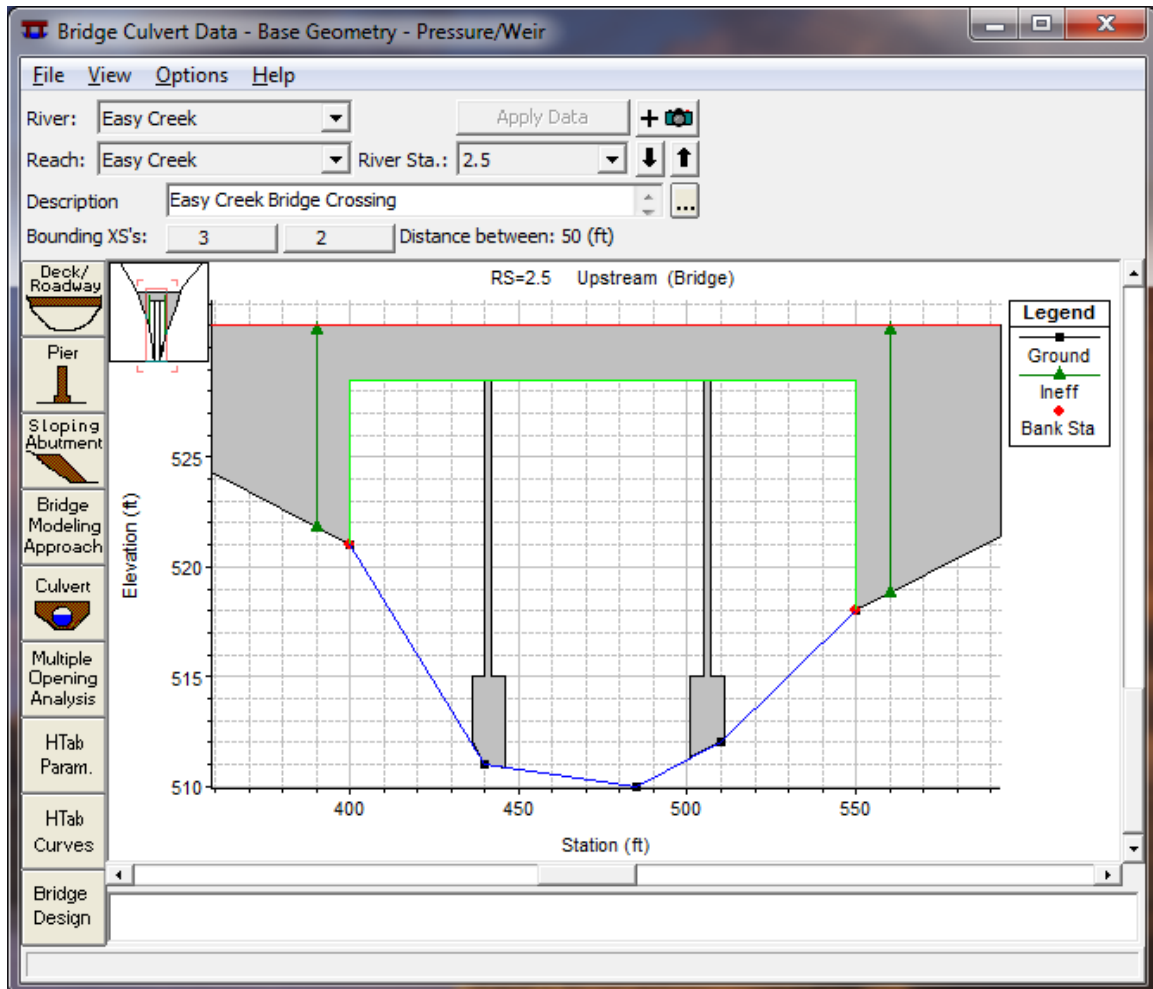 Bridge Culvert Data - Base Geometry - Pressure/Weir
File View Options Help
River: Easy Creek Apply Data +
Reach: Easy Creek River Sta.: 2.5
Description Easy Creek Bridge Crossing ...
Bounding XS's: 3 2 Distance between: 50 (ft)
Deck/
Roadway
Pier
Sloping
Abutment
Bridge
Modeling
Approach
Culvert
Multiple
Opening
Analysis
HTab
Param.
HTab
Curves
Bridge
Design
RS=2.5 Upstream (Bridge)
Elevation (ft)
525
520
515
510
400 450 500 550
Station (ft)
Legend
Ground
Ineff
Bank Sta